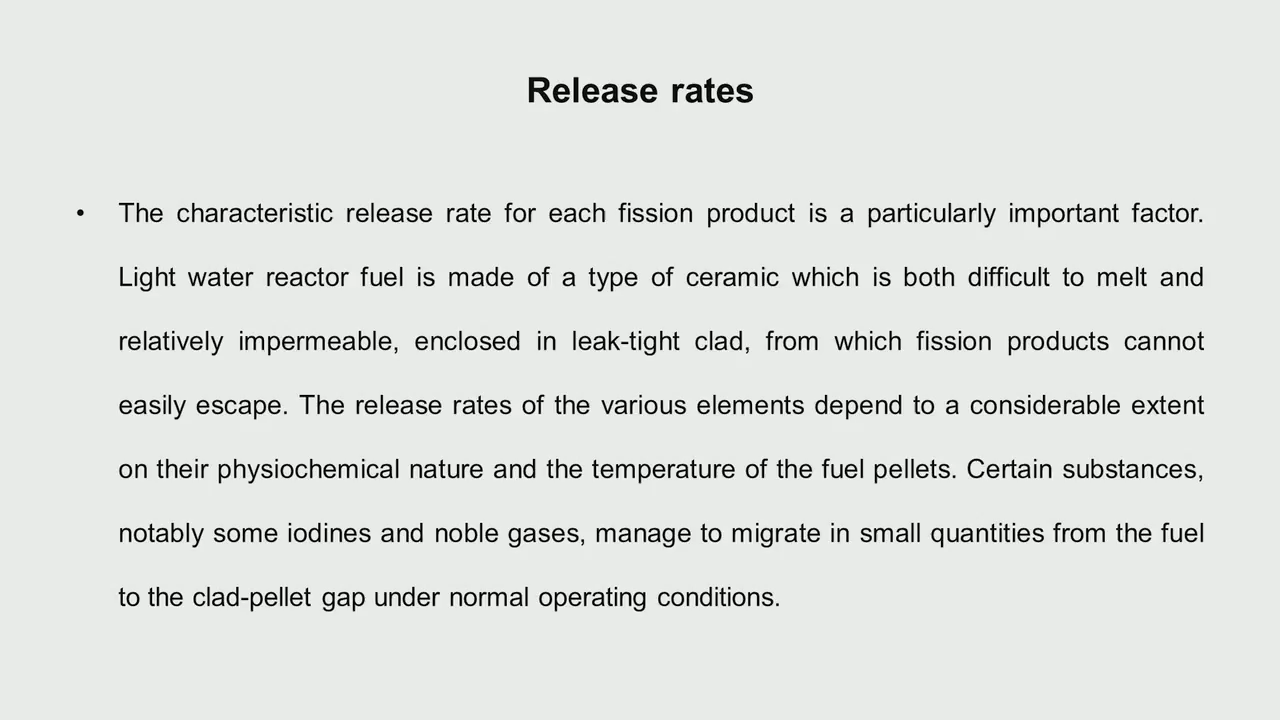 Release rates
• The characteristic release rate for each fission product is a particularly important factor.
Light water reactor fuel is made of a type of ceramic which is both difficult to melt and
relatively impermeable, enclosed in leak-tight clad, from which fission products cannot
easily escape. The release rates of the various elements depend to a considerable extent
on their physiochemical nature and the temperature of the fuel pellets. Certain substances,
notably some iodines and noble gases, manage to migrate in small quantities from the fuel
to the clad-pellet gap under normal operating conditions.